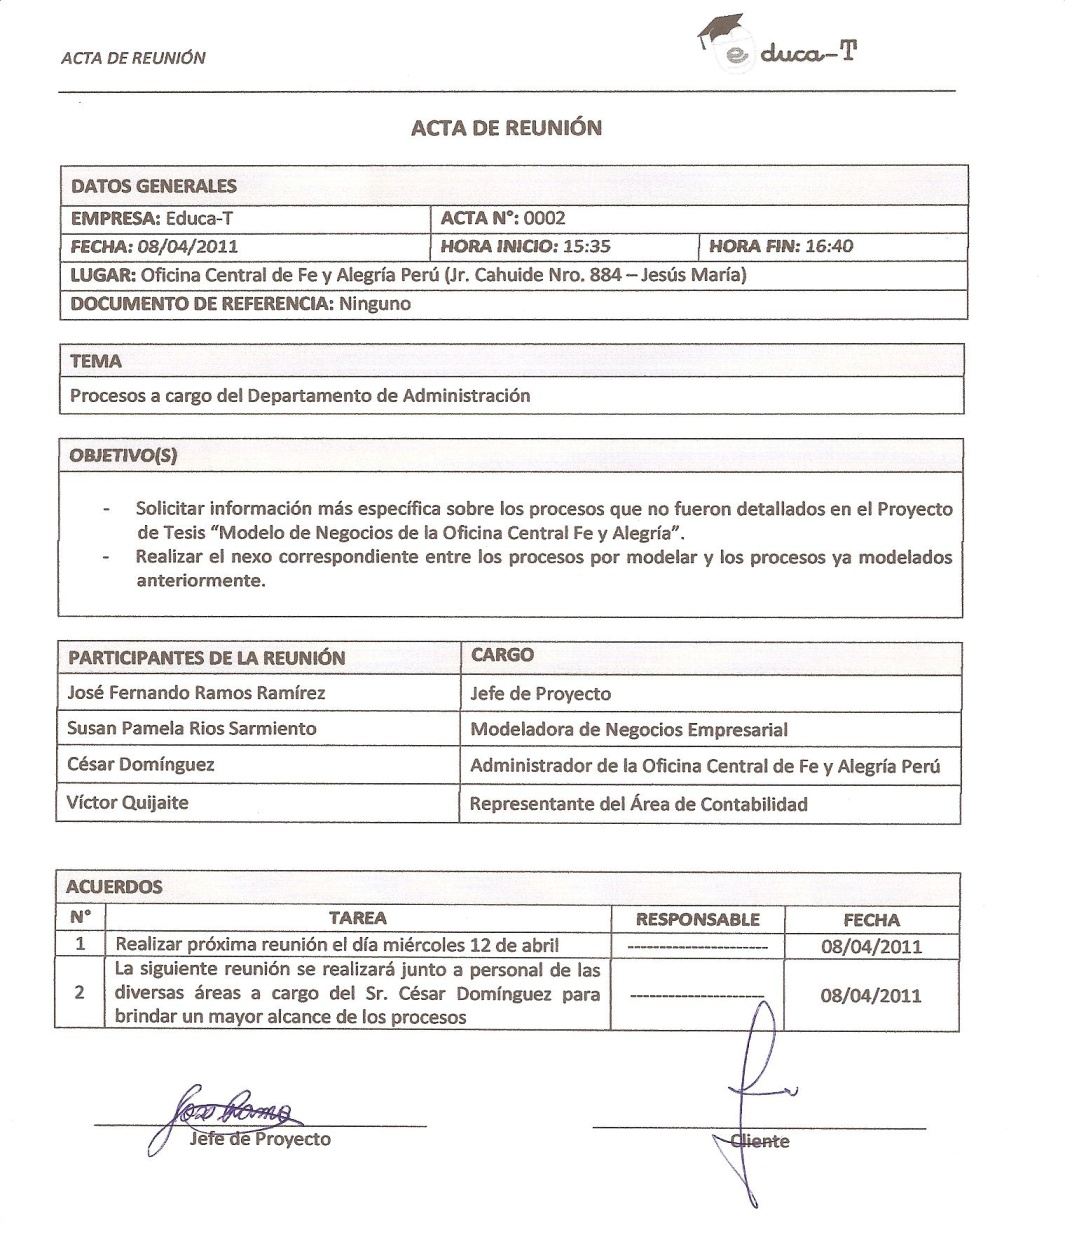 ACTA DE REUNIÓN
e duca-T
ACTA DE REUNIÓN
DATOS GENERALES
EMPRESA: Educa-T
ACTA N°: 0002
FECHA: 08/04/2011
HORA INICIO: 15:35
HORA FIN: 16:40
LUGAR: Oficina Central de Fe y Alegría Perú (Jr. Cahuide Nro. 884 – Jesús María)
DOCUMENTO DE REFERENCIA: Ninguno
TEMA
Procesos a cargo del Departamento de Administración
OBJETIVO(S)
- Solicitar información más específica sobre los procesos que no fueron detallados en el Proyecto
de Tesis “Modelo de Negocios de la Oficina Central Fe y Alegría”.
- Realizar el nexo correspondiente entre los procesos por modelar y los procesos ya modelados
anteriormente.
PARTICIPANTES DE LA REUNIÓN
CARGO
José Fernando Ramos Ramírez
Jefe de Proyecto
Susan Pamela Rios Sarmiento
Modeladora de Negocios Empresarial
César Domínguez
Administrador de la Oficina Central de Fe y Alegría Perú
Víctor Quijaite
Representante del Área de Contabilidad
ACUERDOS
N°
TAREA
RESPONSABLE
FECHA
1
Realizar próxima reunión el día miércoles 12 de abril
-----------------------
08/04/2011
2
La siguiente reunión se realizará junto a personal de las
diversas áreas a cargo del Sr. César Domínguez para
brindar un mayor alcance de los procesos
----------------------
08/04/2011
Jose Ramos
Jefe de Proyecto
Cliente